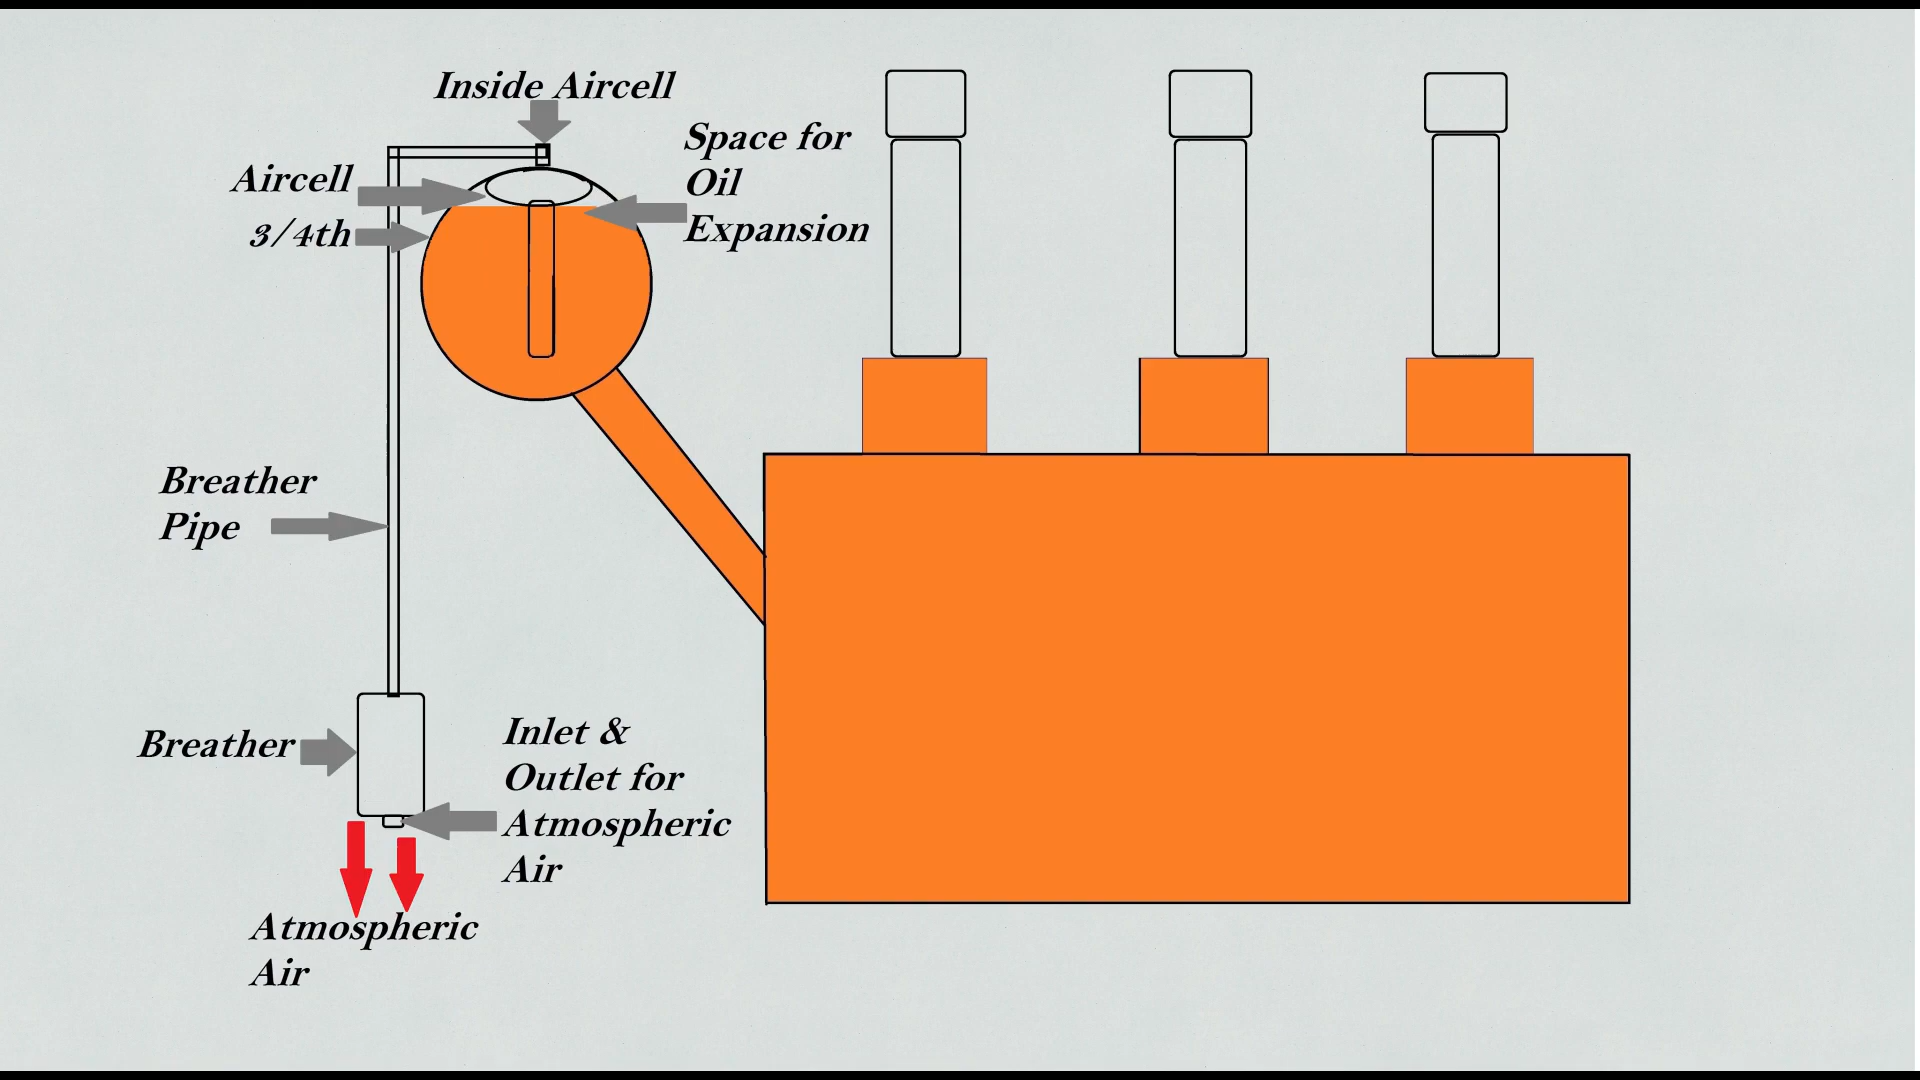 Inside Aircell
Space for
Oil
Expansion
Aircell
3/4th
Breather
Pipe
Breather
Inlet &
Outlet for
Atmospheric
Air
Atmospheric
Air